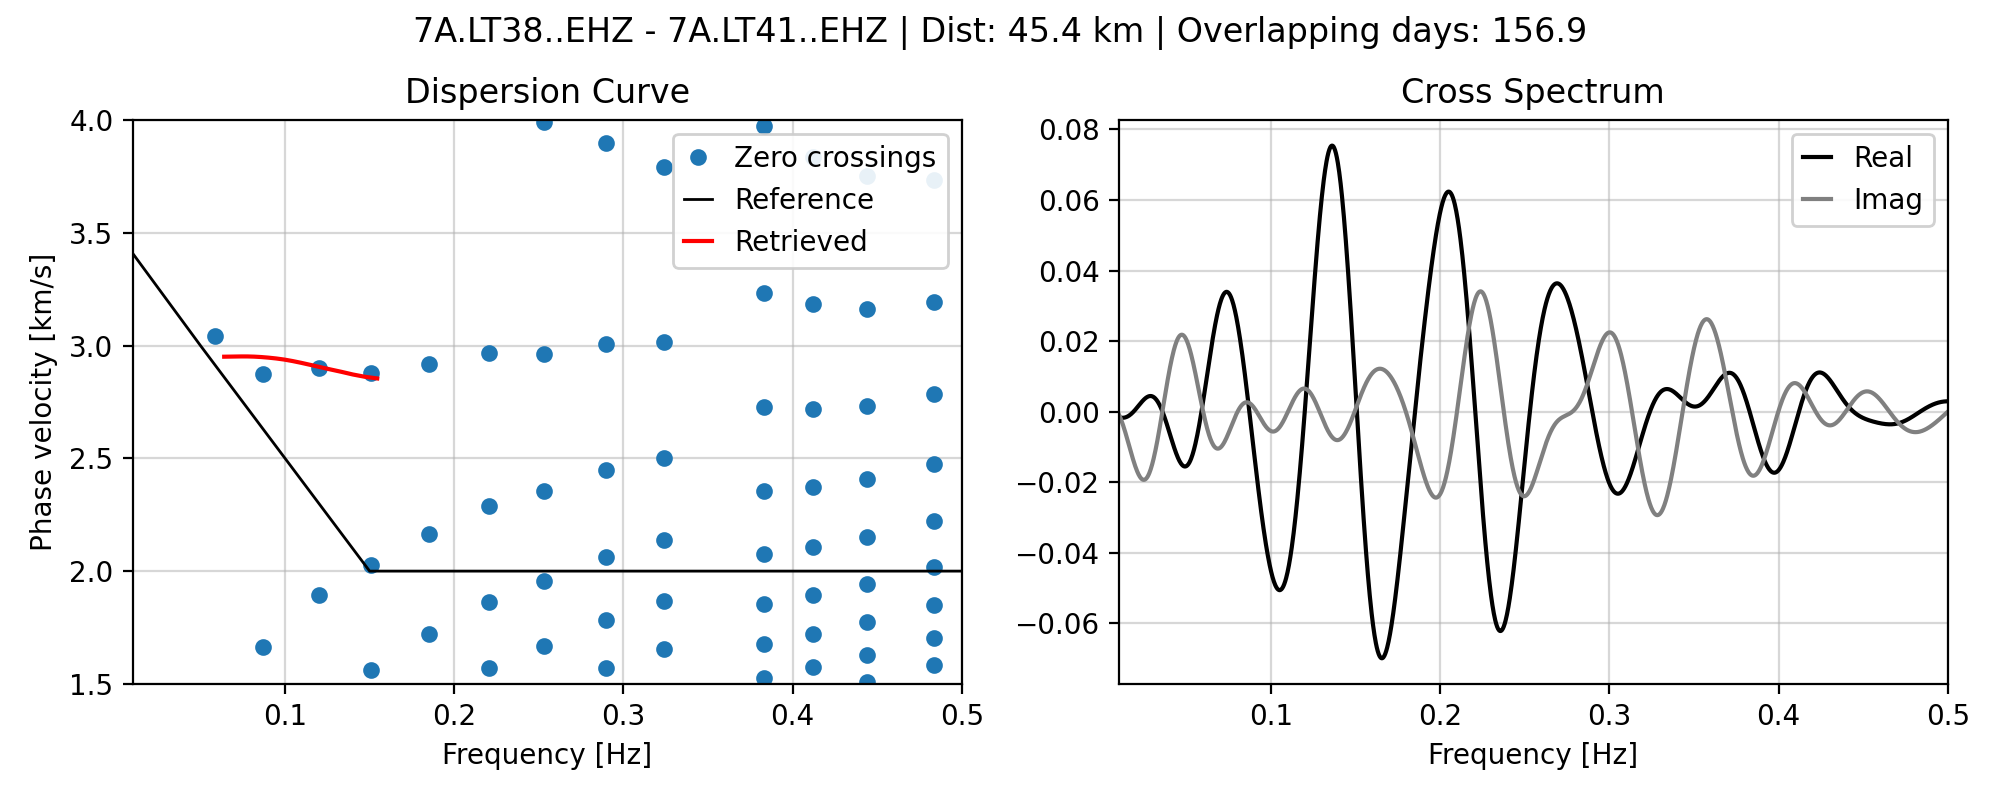 7A.LT38..EHZ - 7A.LT41..EHZ | Dist: 45.4 km | Overlapping days: 156.9
Dispersion Curve
4.0
3.5
3.0
2.5
2.0
1.5
Phase velocity [km/s]
0.1
0.2
0.3
0.4
0.5
Frequency [Hz]
Zero crossings
Reference
Retrieved
Cross Spectrum
0.08
0.06
0.04
0.02
0.00
−0.02
−0.04
−0.06
0.1
0.2
0.3
0.4
0.5
Frequency [Hz]
Real
Imag